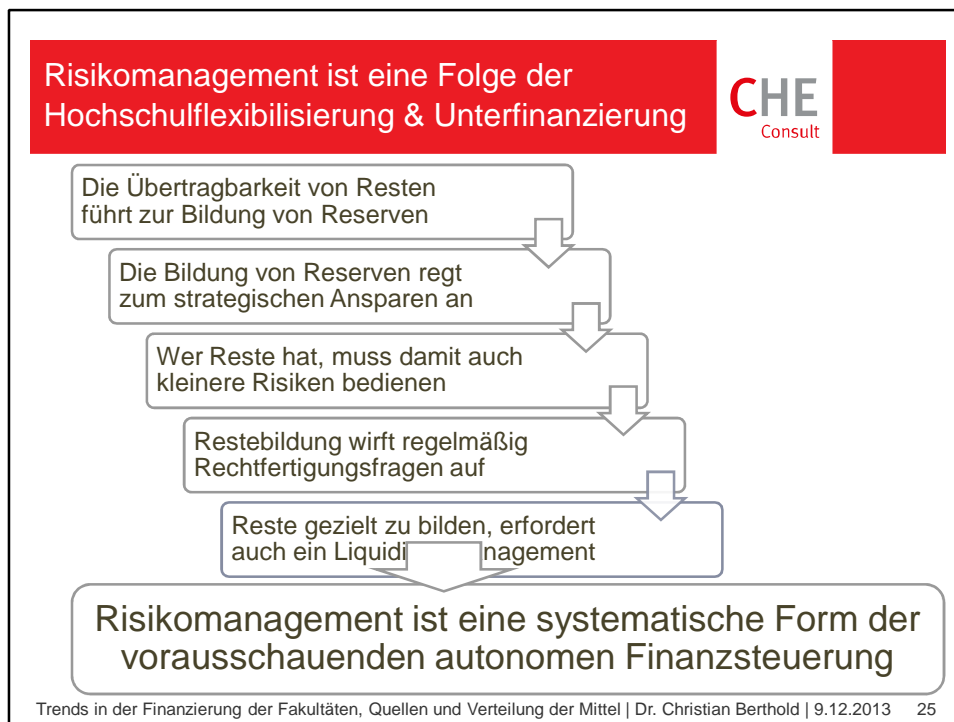 Risikomanagement ist eine Folge der
Hochschulflexibilisierung & Unterfinanzierung
CHE
Consult
Die Übertragbarkeit von Resten
führt zur Bildung von Reserven
Die Bildung von Reserven regt
zum strategischen Ansparen an
Wer Reste hat, muss damit auch
kleinere Risiken bedienen
Restebildung wirft regelmäßig
Rechtfertigungsfragen auf
Reste gezielt zu bilden, erfordert
auch ein
Risikomanagement ist eine systematische Form der
vorausschauenden autonomen Finanzsteuerung
Trends in der Finanzierung der Fakultäten, Quellen und Verteilung der Mittel | Dr. Christian Berthold | 9.12.2013 25